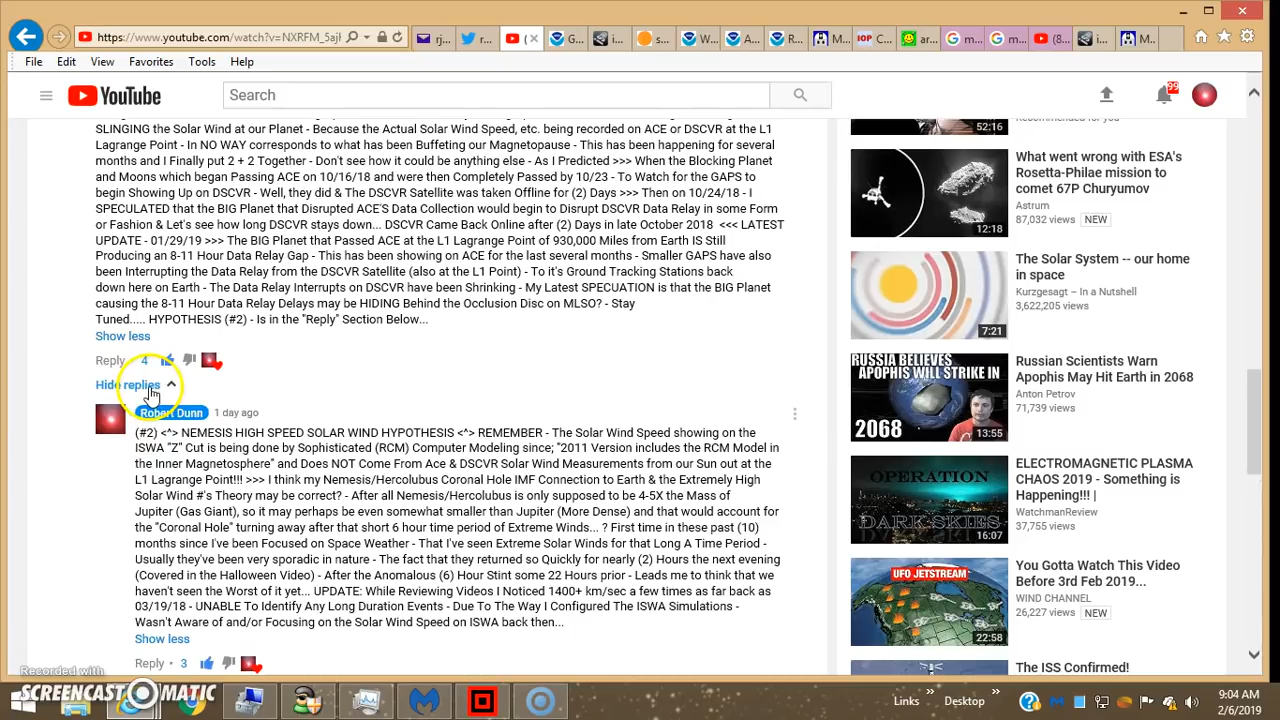 https://www.youtube.com/watch?v=NXRFM_5ajl
rj...
r...
(
G...
i...
s...
W...
A...
R...
M...
C...
ar...
m...
m...
(8...
i...
M...
File Edit View Favorites Tools Help
YouTube
Search
99
SLINGING the Solar Wind At our Planet - Because the Actual Solar Wind Speed, etc. being recorded on ACE or DSCVR at the L1
Lagrange Point - In NO WAY corresponds to what has been Buffeting our Magnetopause - This has been happening for several
months and I Finally put 2 + 2 Together - Don't see how it could be anything else - As I Predicted >>> When the Blocking Planet
and Moons which began Passing ACE on 10/16/18 and were then Completely Passed by 10/23 - To Watch for the GAPS to
begin Showing Up on DSCVR - Well, they did & The DSCVR Satellite was taken Offline for (2) Days >>> Then on 10/24/18 - I
SPECULATED that the BIG Planet that Disrupted ACE'S Data Collection would begin to Disrupt DSCVR Data Relay in some Form
or Fashion & Let's see how long DSCVR stays down... DSCVR Came Back Online after (2) Days in late October 2018 <<< LATEST
UPDATE - 01/29/19 >>> The BIG Planet that Passed ACE at the L1 Lagrange Point of 930,000 Miles from Earth IS Still
Producing an 8-11 Hour Data Relay Gap - This has been showing on ACE for the last several months - Smaller GAPS have also
been Interrupting the Data Relay from the DSCVR Satellite (also at the L1 Point) - To it's Ground Tracking Stations back
down here on Earth - The Data Relay Interrupts on DSCVR have been Shrinking - My Latest SPECUATION is that the BIG Planet
causing the 8-11 Hour Data Relay Delays may be HIDING Behind the Occlusion Disc on MLSO? - Stay
Tuned..... HYPOTHESIS (#2) - Is in the "Reply" Section Below...
Show less
Reply · 4
Hide replies
Robert Dunn 1 day ago
(#2) <^> NEMESIS HIGH SPEED SOLAR WIND HYPOTHESIS <^> REMEMBER - The Solar Wind Speed showing on the
ISWA "Z" Cut is being done by Sophisticated (RCM) Computer Modeling since; "2011 Version includes the RCM Model in
the Inner Magnetosphere" and Does NOT Come From Ace & DSCVR Solar Wind Measurements from our Sun out at the
L1 Lagrange Point!!! >>> I think my Nemesis/Hercolubus Coronal Hole IMF Connection to Earth & the Extremely High
Solar Wind #'s Theory may be correct? - After all Nemesis/Hercolubus is only supposed to be 4-5X the Mass of
Jupiter (Gas Giant), so it may perhaps be even somewhat smaller than Jupiter (More Dense) and that would account for
the "Coronal Hole" turning away after that short 6 hour time period of Extreme Winds... ? First time in these past (10)
months since I've been Focused on Space Weather - That I've seen Extreme Solar Winds for that Long A Time Period -
Usually they've been very sporadic in nature - The fact that they returned so Quickly for nearly (2) Hours the next evening
(Covered in the Halloween Video) - After the Anomalous (6) Hour Stint some 22 Hours prior - Leads me to think that we
haven't seen the Worst of it yet... UPDATE: While Reviewing Videos I Noticed 1400+ km/sec a few times as far back as
03/19/18 - UNABLE To Identify Any Long Duration Events - Due To The Way I Configured The ISWA Simulations -
Wasn't Aware of and/or Focusing on the Solar Wind Speed on ISWA back then...
Show less
Reply · 3
52:16
Recommended for you
What went wrong with ESA's
Rosetta-Philae mission to
comet 67P Churyumov
Astrum
87,032 views NEW
12:18
The Solar System -- our home
in space
Kurzgesagt – In a Nutshell
3,622,205 views
7:21
RUSSIA BELIEVES
APOPHIS WILL STRIKE IN
2068
13:55
Russian Scientists Warn
Apophis May Hit Earth in 2068
Anton Petrov
71,739 views
OPERATION
DARK SKIES
16:07
ELECTROMAGNETIC PLASMA
CHAOS 2019 - Something is
Happening!!! |
WatchmanReview
37,755 views
UFO JETSTREAM
22:58
You Gotta Watch This Video
Before 3rd Feb 2019...
WIND CHANNEL
26,227 views NEW
The ISS Confirmed!
Recorded with
SCREENCAST-O-MATIC
Links » Desktop »
9:04 AM
2/6/2019